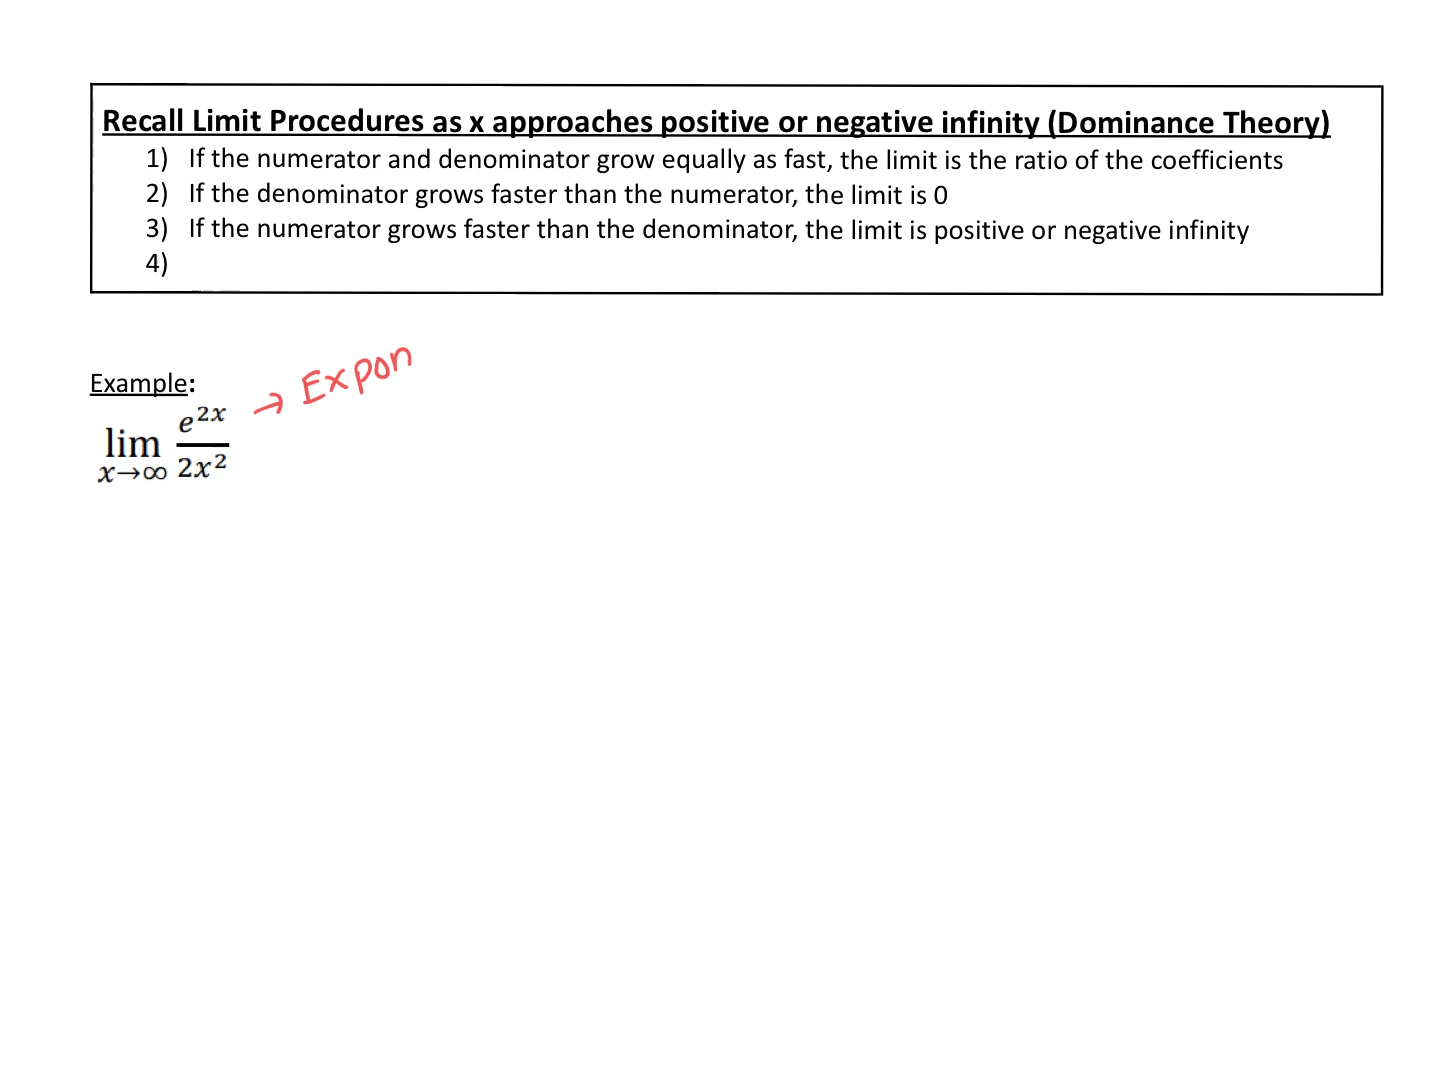 Recall Limit Procedures as x approaches positive or negative infinity (Dominance Theory)
1) If the numerator and denominator grow equally as fast, the limit is the ratio of the coefficients
2) If the denominator grows faster than the numerator, the limit is 0
3) If the numerator grows faster than the denominator, the limit is positive or negative infinity
4)
Example:
→ Expon
lim x→∞ e^{2x} / 2x^2